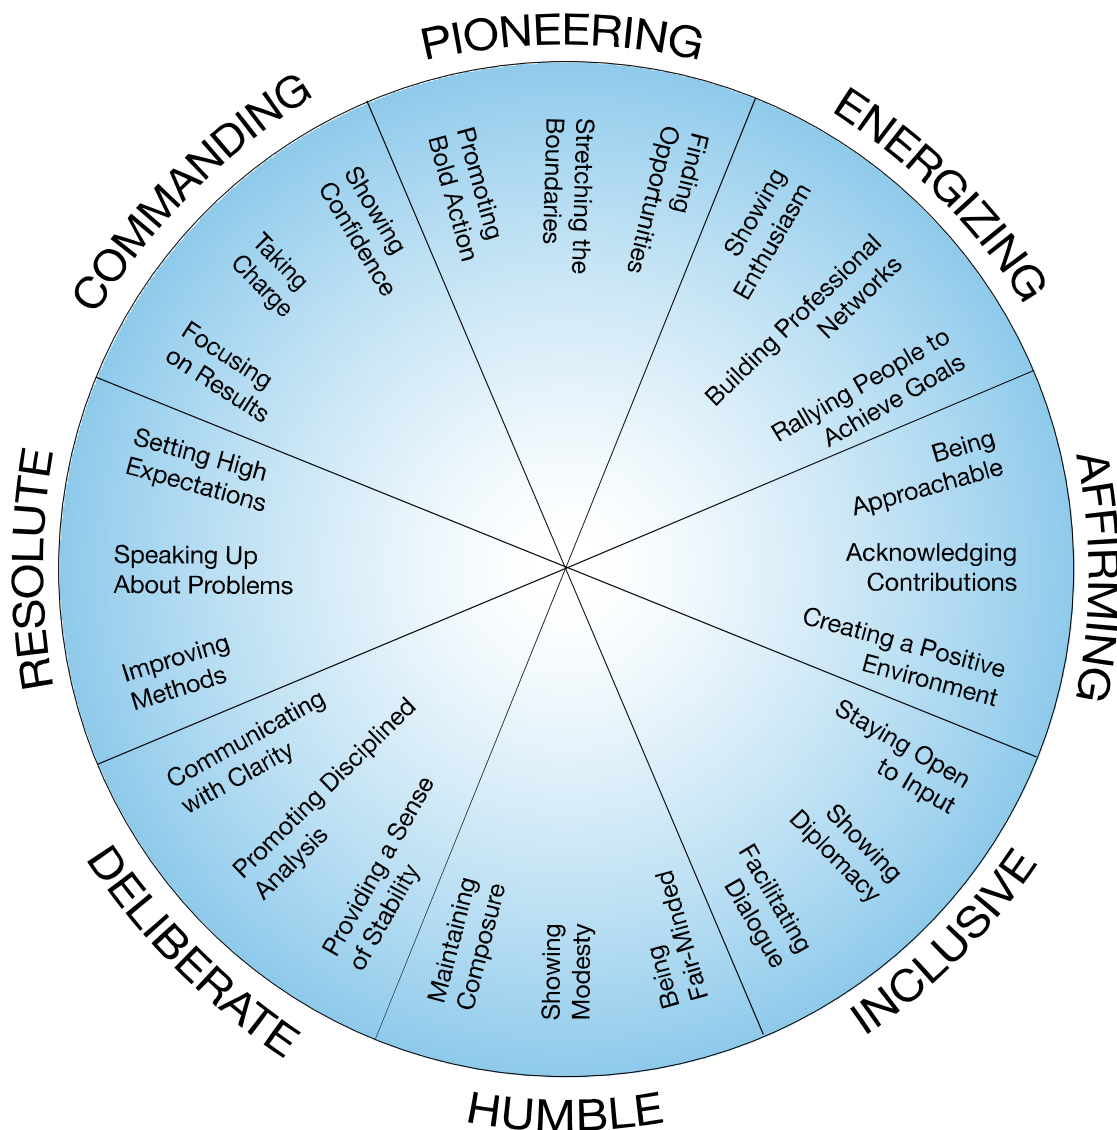 PIONEERING
Promoting
Bold Action
Stretching the
Boundaries
Finding
Opportunities
ENERGIZING
Showing
Enthusiasm
Building Professional
Networks
Rallying People to
Achieve Goals
AFFIRMING
Being
Approachable
Acknowledging
Contributions
Creating a Positive
Environment
INCLUSIVE
Staying Open
to Input
Showing
Diplomacy
Facilitating
Dialogue
HUMBLE
Being
Fair-Minded
Showing
Modesty
Maintaining
Composure
DELIBERATE
Providing a Sense
of Stability
Promoting Disciplined
Analysis
Communicating
with Clarity
RESOLUTE
Improving
Methods
Speaking Up
About Problems
Setting High
Expectations
COMMANDING
Focusing
on Results
Taking
Charge
Showing
Confidence